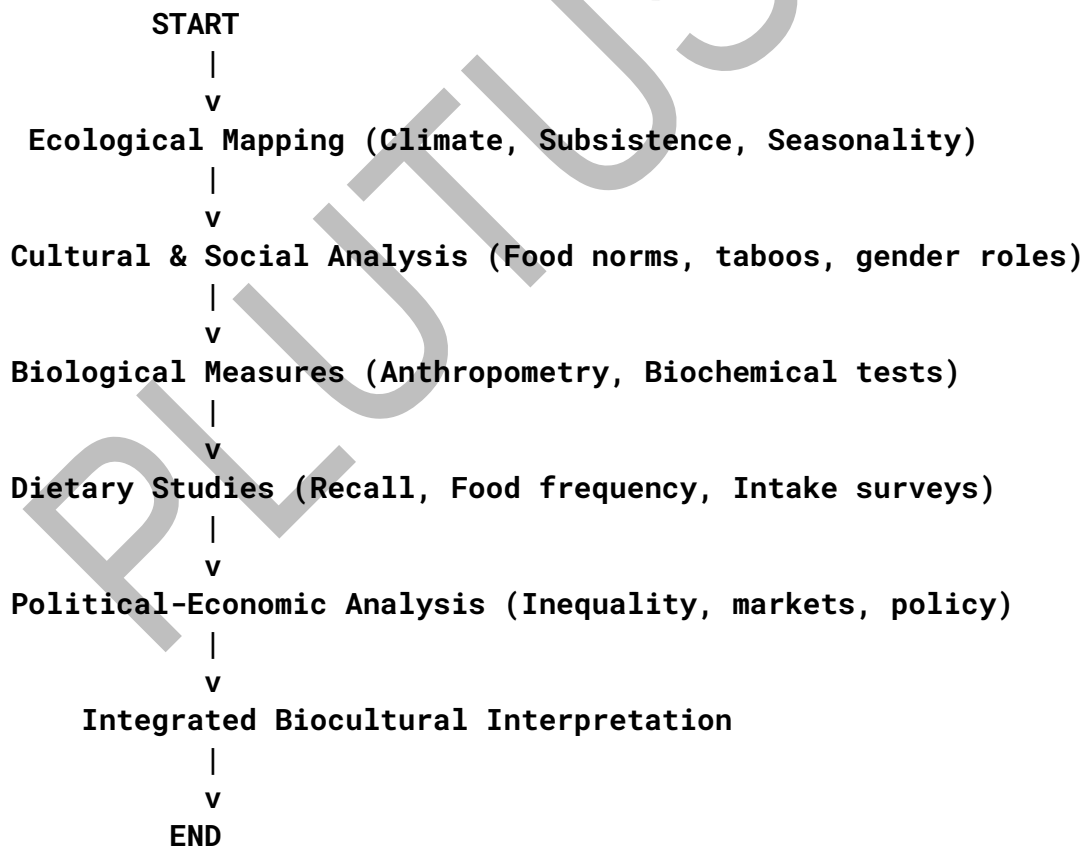 START
|
v
Ecological Mapping (Climate, Subsistence, Seasonality)
|
v
Cultural & Social Analysis (Food norms, taboos, gender roles)
|
v
Biological Measures (Anthropometry, Biochemical tests)
|
v
Dietary Studies (Recall, Food frequency, Intake surveys)
|
v
Political-Economic Analysis (Inequality, markets, policy)
|
v
Integrated Biocultural Interpretation
|
v
END
PLUTUS